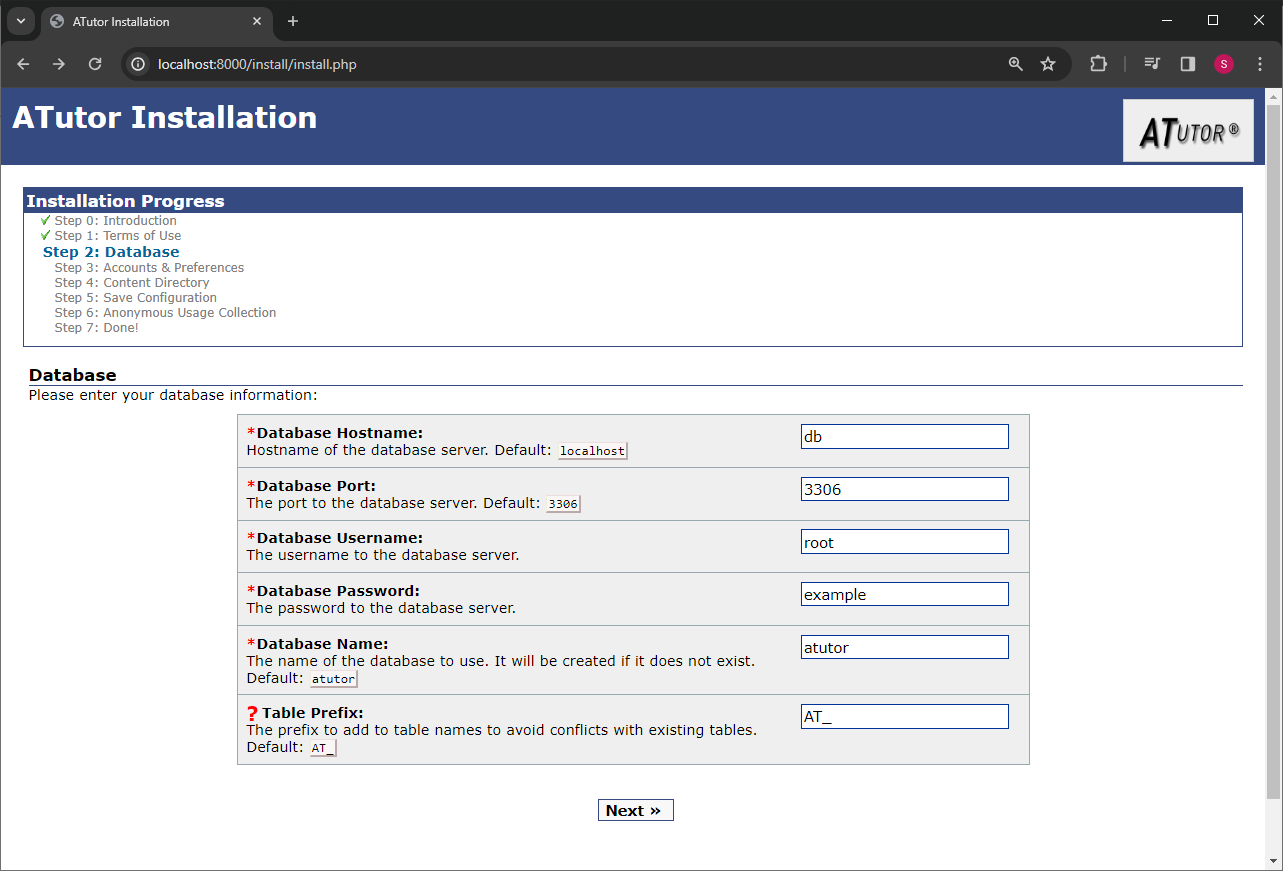 ATutor Installation
localhost:8000/install/install.php
S
ATutor Installation
ATUTOR®
Installation Progress
Step 0: Introduction
Step 1: Terms of Use
Step 2: Database
Step 3: Accounts & Preferences
Step 4: Content Directory
Step 5: Save Configuration
Step 6: Anonymous Usage Collection
Step 7: Done!
Database
Please enter your database information:
*Database Hostname:
Hostname of the database server. Default: localhost
db
*Database Port:
The port to the database server. Default: 3306
3306
*Database Username:
The username to the database server.
root
*Database Password:
The password to the database server.
example
*Database Name:
The name of the database to use. It will be created if it does not exist.
Default: atutor
atutor
? Table Prefix:
The prefix to add to table names to avoid conflicts with existing tables.
Default: AT_
AT_
Next »